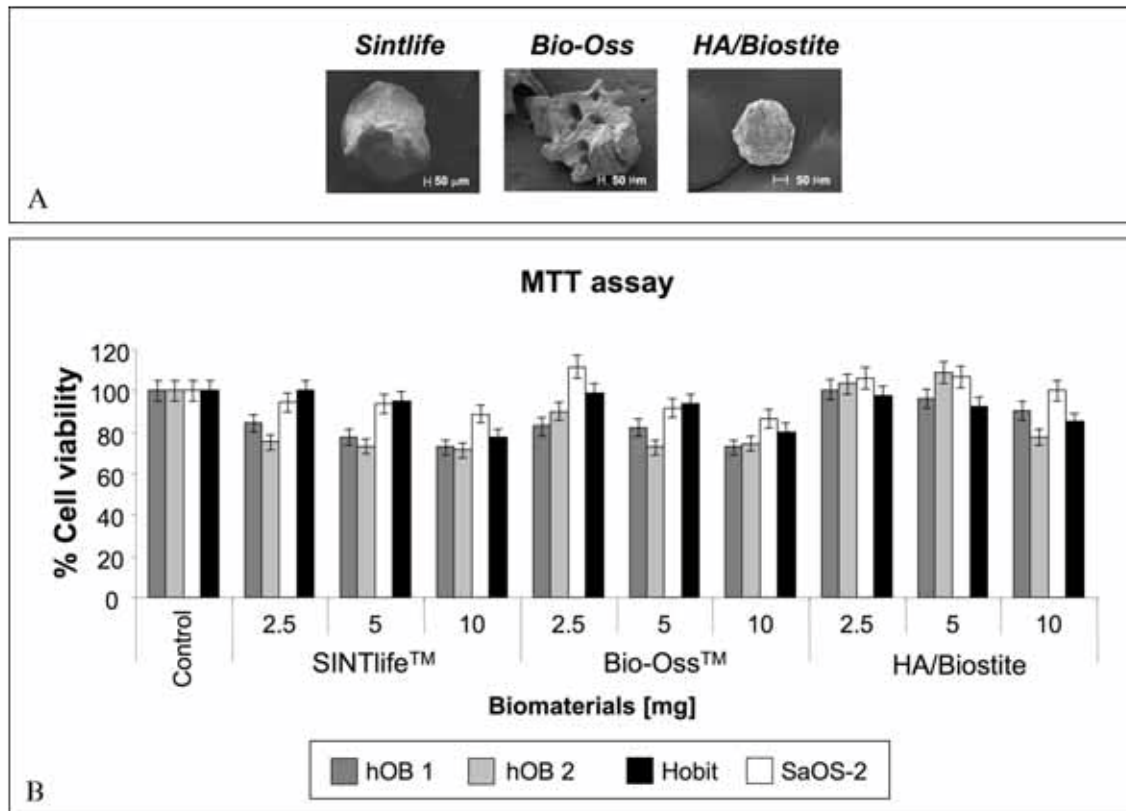 Sintlife Bio-Oss HA/Biostite
H 50 µm H 50 Hm 50 Hm
A
MTT assay
% Cell viability
120
100
80
60
40
20
0
Control 2.5 5 10 2.5 5 10 2.5 5 10
SINTlife™ Bio-Oss™ HA/Biostite
Biomaterials [mg]
hOB 1 hOB 2 Hobit SaOS-2
B